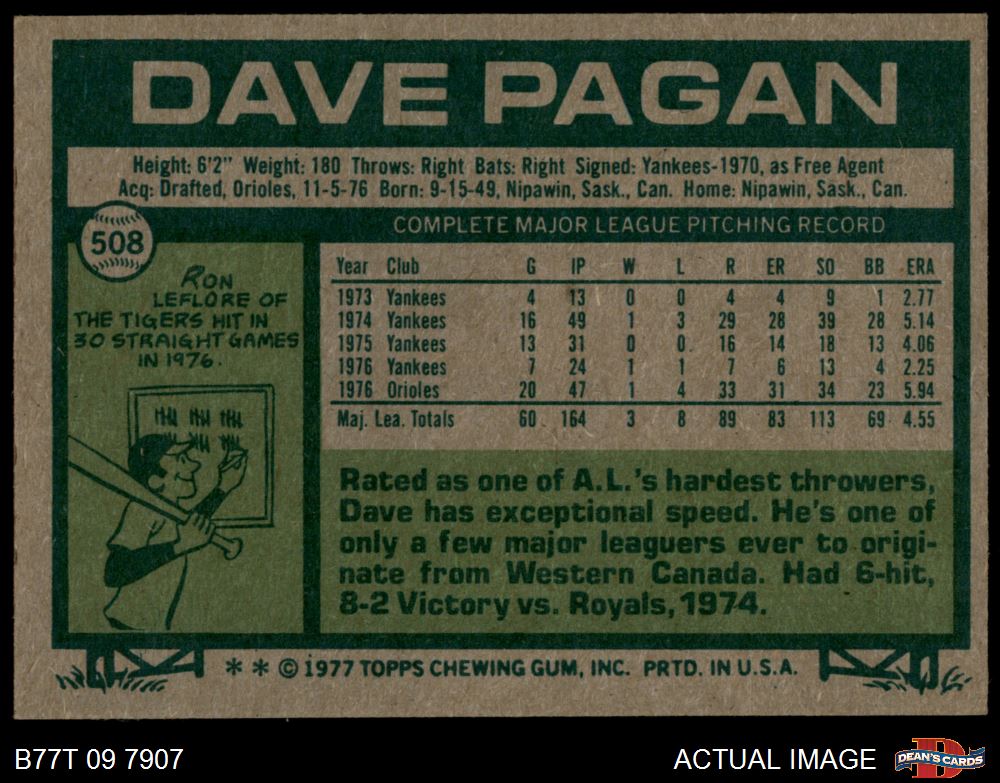 DAVE PAGAN
Height: 6'2" Weight: 180 Throws: Right Bats: Right Signed: Yankees-1970, as Free Agent
Acq: Drafted, Orioles, 11-5-76 Born: 9-15-49, Nipawin, Sask., Can. Home: Nipawin, Sask., Can.
508
COMPLETE MAJOR LEAGUE PITCHING RECORD
RON
LEFLORE OF
THE TIGERS HIT IN
30 STRAIGHT GAMES
IN 1976.
Year Club G IP W L R ER SO BB ERA
1973 Yankees 4 13 0 0 4 4 9 1 2.77
1974 Yankees 16 49 1 3 29 28 39 28 5.14
1975 Yankees 13 31 0 0 16 14 18 13 4.06
1976 Yankees 7 24 1 1 7 6 13 4 2.25
1976 Orioles 20 47 1 4 33 31 34 23 5.94
Maj. Lea. Totals 60 164 3 8 89 83 113 69 4.55
Rated as one of A.L.'s hardest throwers,
Dave has exceptional speed. He's one of
only a few major leaguers ever to origi-
nate from Western Canada. Had 6-hit,
8-2 Victory vs. Royals, 1974.
* * © 1977 TOPPS CHEWING GUM, INC. PRTD. IN U.S.A.
B77T 09 7907
ACTUAL IMAGE
D
DEAN'S CARDS